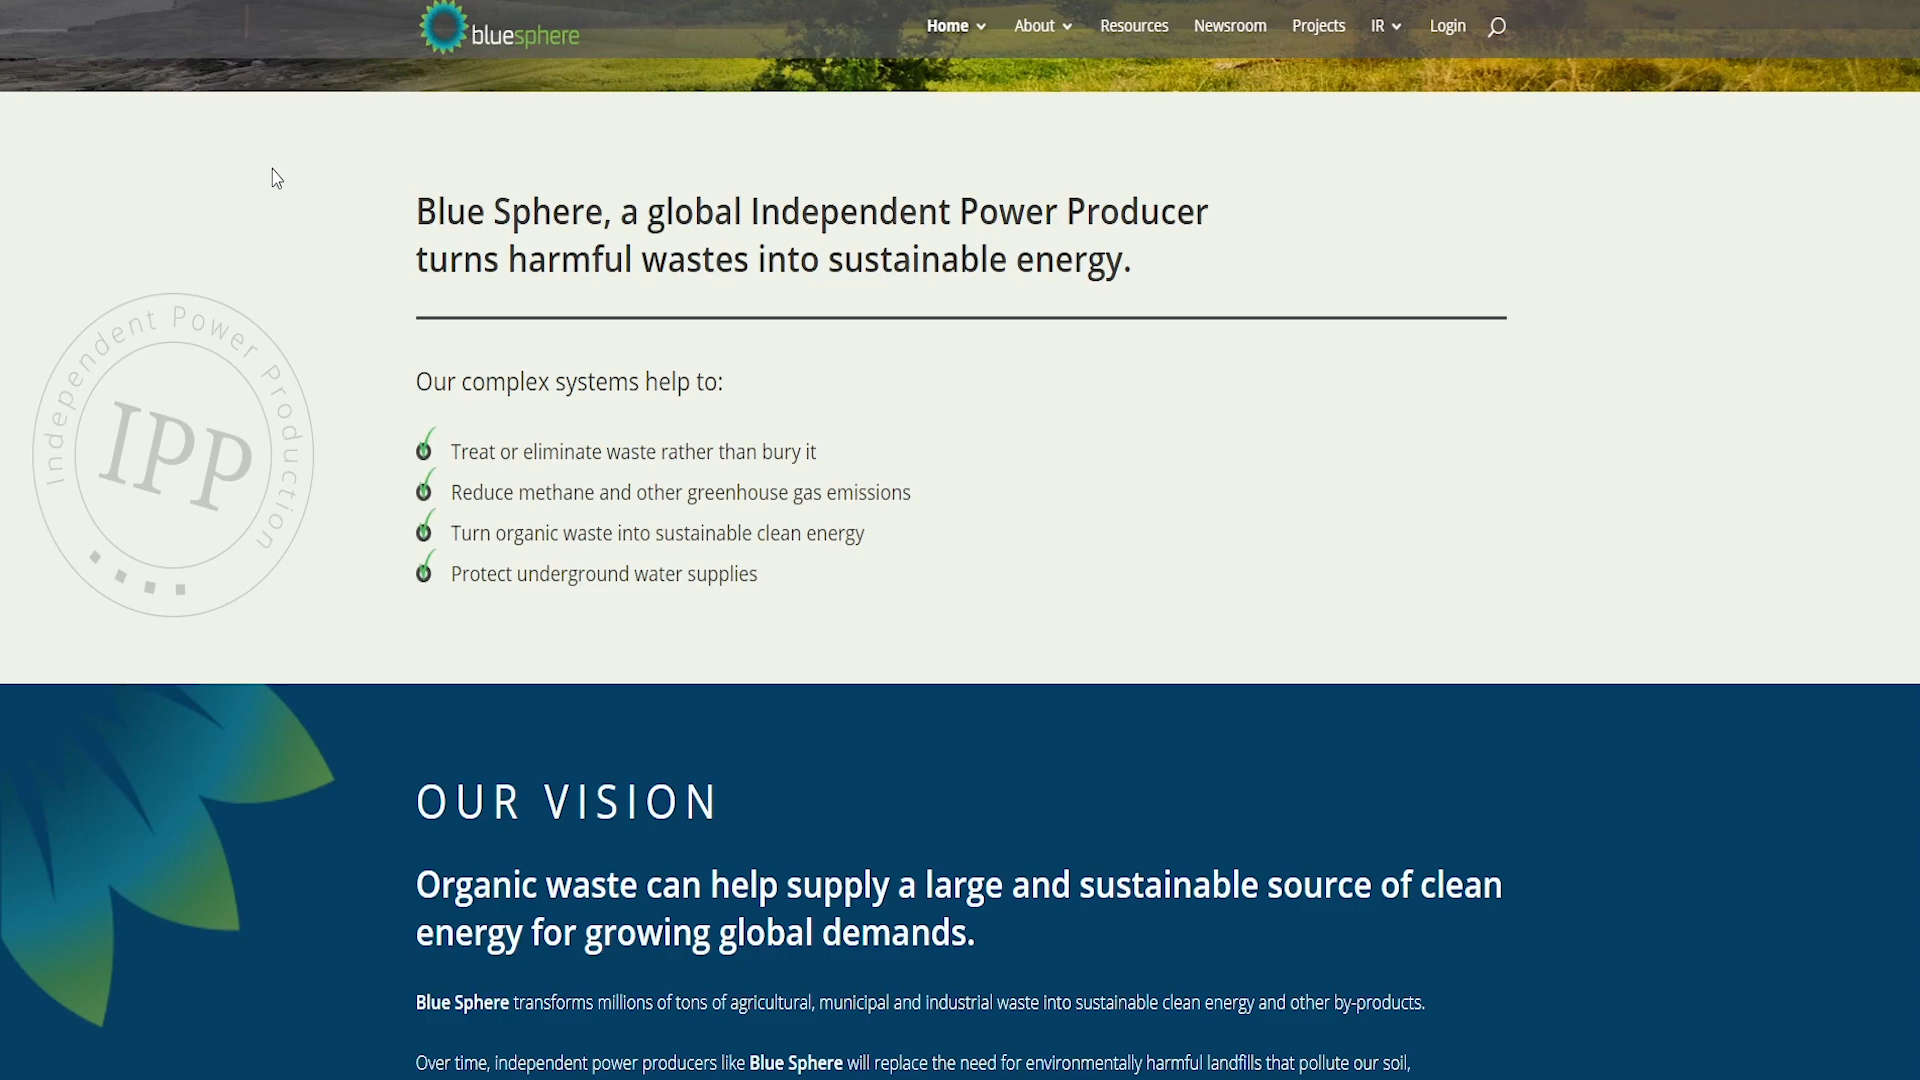 bluesphere
Home
About
Resources
Newsroom
Projects
IR
Login
Blue Sphere, a global Independent Power Producer
turns harmful wastes into sustainable energy.
Independent Power Production
IPP
Our complex systems help to:
Treat or eliminate waste rather than bury it
Reduce methane and other greenhouse gas emissions
Turn organic waste into sustainable clean energy
Protect underground water supplies
OUR VISION
Organic waste can help supply a large and sustainable source of clean
energy for growing global demands.
Blue Sphere transforms millions of tons of agricultural, municipal and industrial waste into sustainable clean energy and other by-products.
Over time, independent power producers like Blue Sphere will replace the need for environmentally harmful landfills that pollute our soil,